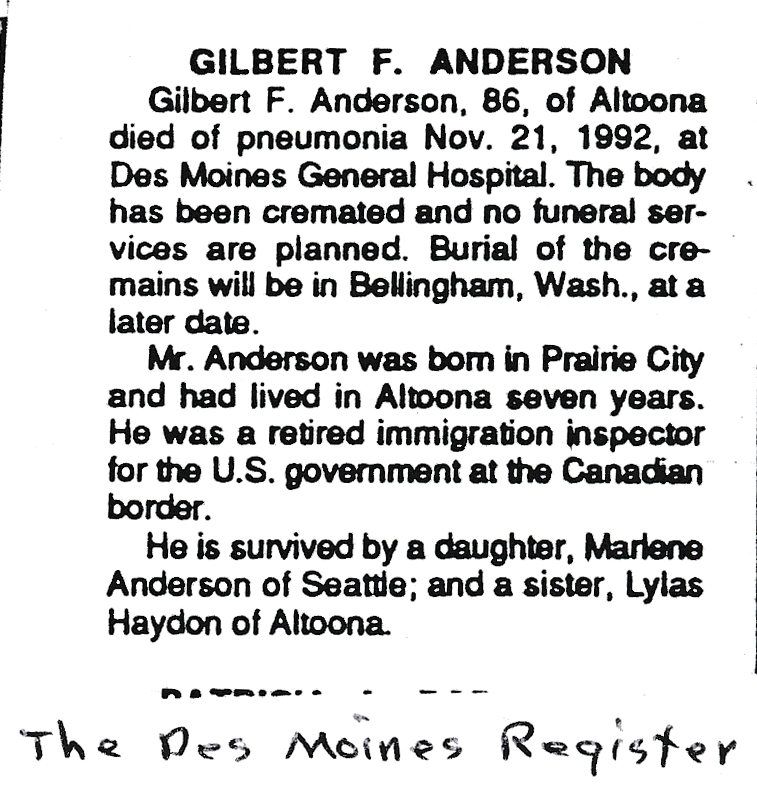 GILBERT F. ANDERSON
Gilbert F. Anderson, 86, of Altoona
died of pneumonia Nov. 21, 1992, at
Des Moines General Hospital. The body
has been cremated and no funeral ser-
vices are planned. Burial of the cre-
mains will be in Bellingham, Wash., at a
later date.
Mr. Anderson was born in Prairie City
and had lived in Altoona seven years.
He was a retired immigration inspector
for the U.S. government at the Canadian
border.
He is survived by a daughter, Marlene
Anderson of Seattle; and a sister, Lylas
Haydon of Altoona.
The Des Moines Register